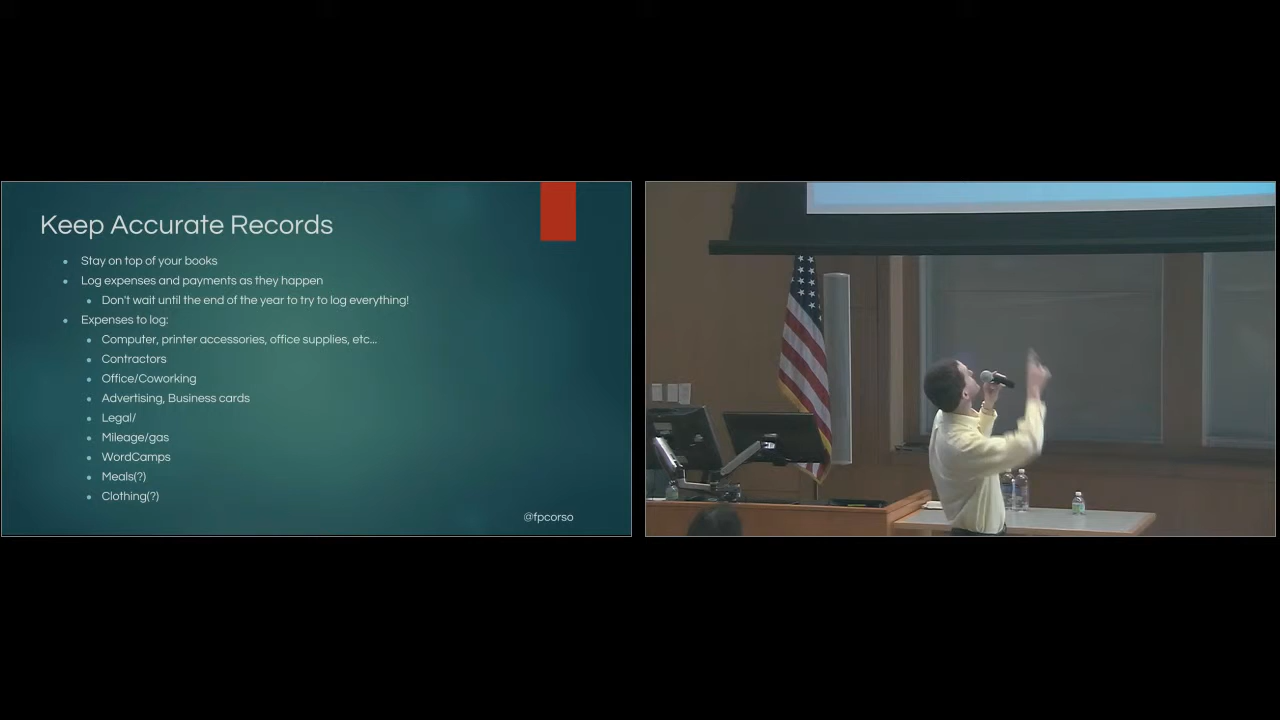 Keep Accurate Records
Stay on top of your books
Log expenses and payments as they happen
Don't wait until the end of the year to try to log everything!
Expenses to log:
Computer, printer accessories, office supplies, etc...
Contractors
Office/Coworking
Advertising, Business cards
Legal/
Mileage/gas
WordCamps
Meals(?)
Clothing(?)
@fpcorso